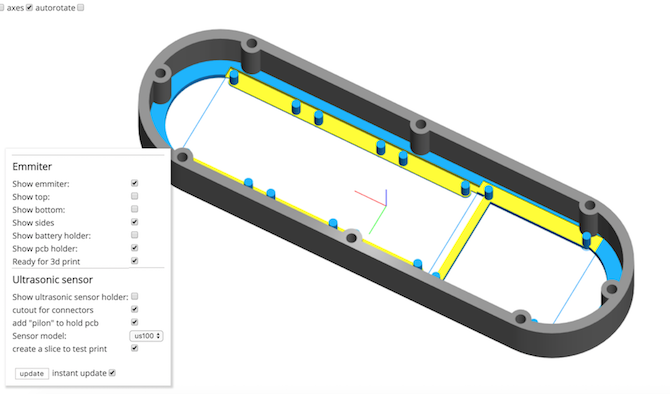 axes autorotate
Emmiter
Show emmiter:
Show top:
Show bottom:
Show sides
Show battery holder:
Show pcb holder:
Ready for 3d print
Ultrasonic sensor
Show ultrasonic sensor holder:
cutout for connectors
add "pilon" to hold pcb
Sensor model: us100
create a slice to test print
update instant update